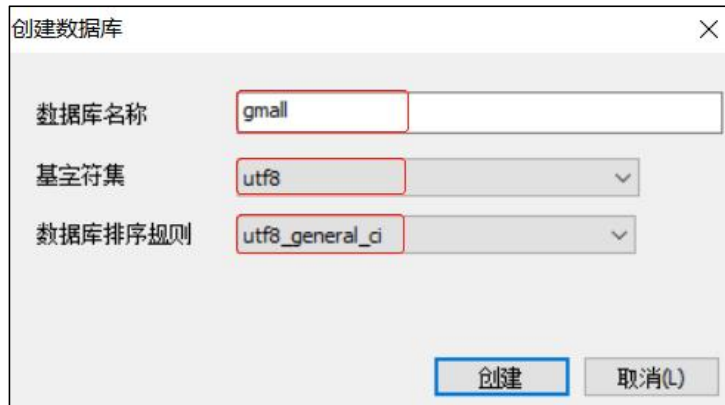 创建数据库
数据库名称 gmall
基字符集 utf8
数据库排序规则 utf8_general_ci
创建 取消(L)